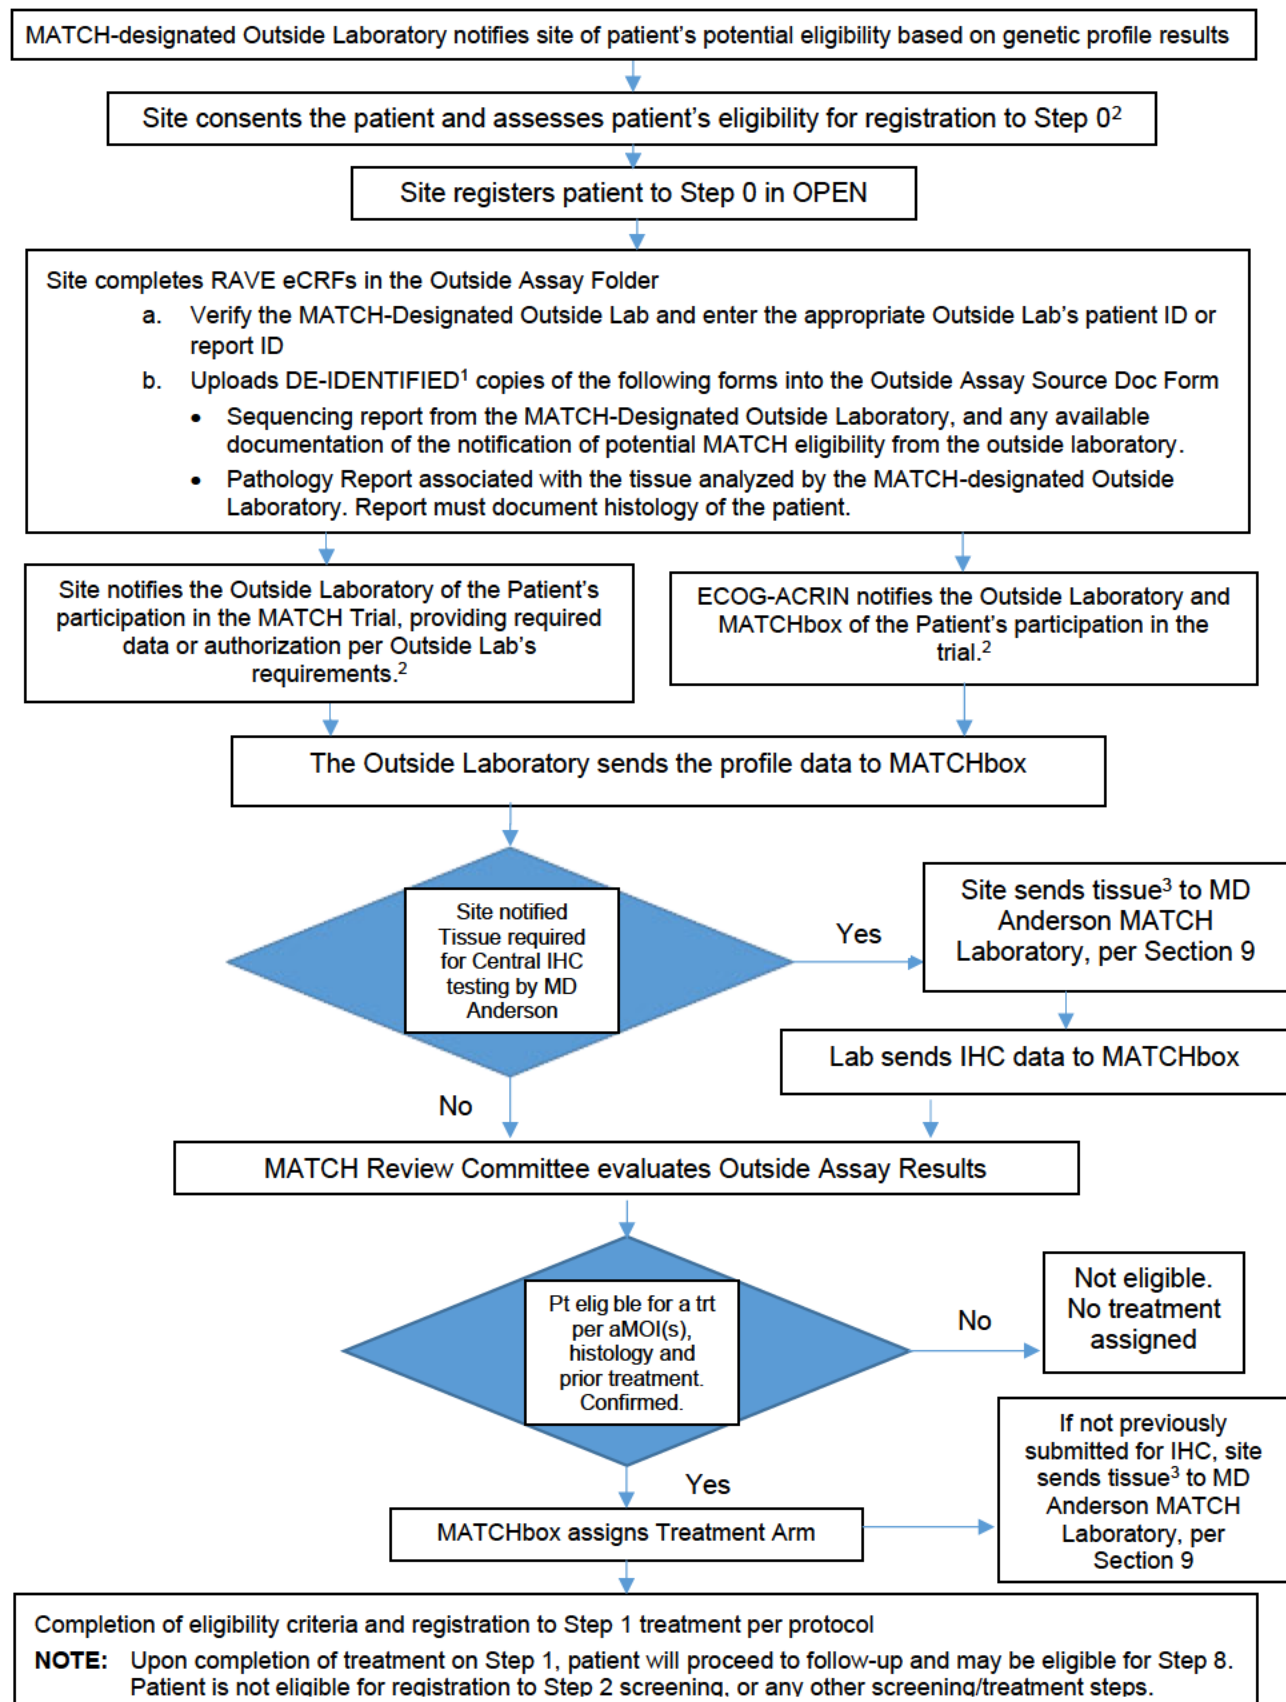 MATCH-designated Outside Laboratory notifies site of patient's potential eligibility based on genetic profile results
Site consents the patient and assesses patient's eligibility for registration to Step 0²
Site registers patient to Step 0 in OPEN
Site completes RAVE eCRFs in the Outside Assay Folder
a. Verify the MATCH-Designated Outside Lab and enter the appropriate Outside Lab's patient ID or
report ID
b. Uploads DE-IDENTIFIED¹ copies of the following forms into the Outside Assay Source Doc Form
• Sequencing report from the MATCH-Designated Outside Laboratory, and any available
documentation of the notification of potential MATCH eligibility from the outside laboratory.
• Pathology Report associated with the tissue analyzed by the MATCH-designated Outside
Laboratory. Report must document histology of the patient.
Site notifies the Outside Laboratory of the Patient's
participation in the MATCH Trial, providing required
data or authorization per Outside Lab's
requirements.²
ECOG-ACRIN notifies the Outside Laboratory and
MATCHbox of the Patient's participation in the
trial.²
The Outside Laboratory sends the profile data to MATCHbox
Site notified
Tissue required
for Central IHC
testing by MD
Anderson
Yes
Site sends tissue³ to MD
Anderson MATCH
Laboratory, per Section 9
Lab sends IHC data to MATCHbox
No
MATCH Review Committee evaluates Outside Assay Results
Pt elig ble for a trt
per aMOI(s),
histology and
prior treatment.
Confirmed.
No
Not eligible.
No treatment
assigned
Yes
MATCHbox assigns Treatment Arm
If not previously
submitted for IHC, site
sends tissue³ to MD
Anderson MATCH
Laboratory, per
Section 9
Completion of eligibility criteria and registration to Step 1 treatment per protocol
NOTE: Upon completion of treatment on Step 1, patient will proceed to follow-up and may be eligible for Step 8.
Patient is not eligible for registration to Step 2 screening, or any other screening/treatment steps.